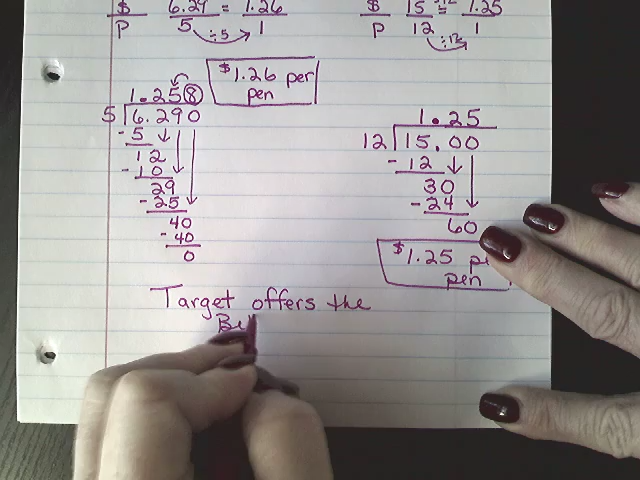 $ 6.29 = 1.26
P 5 ÷5 1
$1.26 per
pen
1.258
5 6.290
-5
12
-10
29
-25
40
-40
0
$ 15 = 1.25
P 12 ÷12 1
1.25
12 15.00
-12
30
-24
60
$1.25
pen
Target offers the
Be